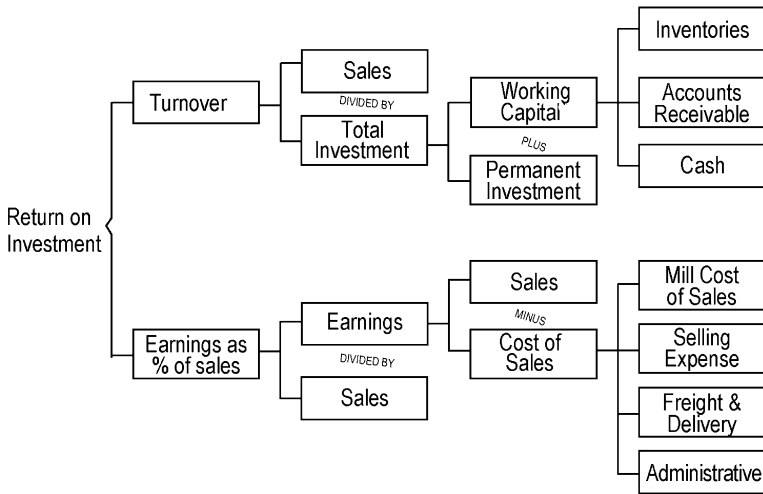 Return on
Investment
Turnover
Sales
DIVIDED BY
Total
Investment
Working
Capital
PLUS
Permanent
Investment
Inventories
Accounts
Receivable
Cash
Earnings as
% of sales
Earnings
DIVIDED BY
Sales
Sales
MINUS
Cost of
Sales
Mill Cost
of Sales
Selling
Expense
Freight &
Delivery
Administrative